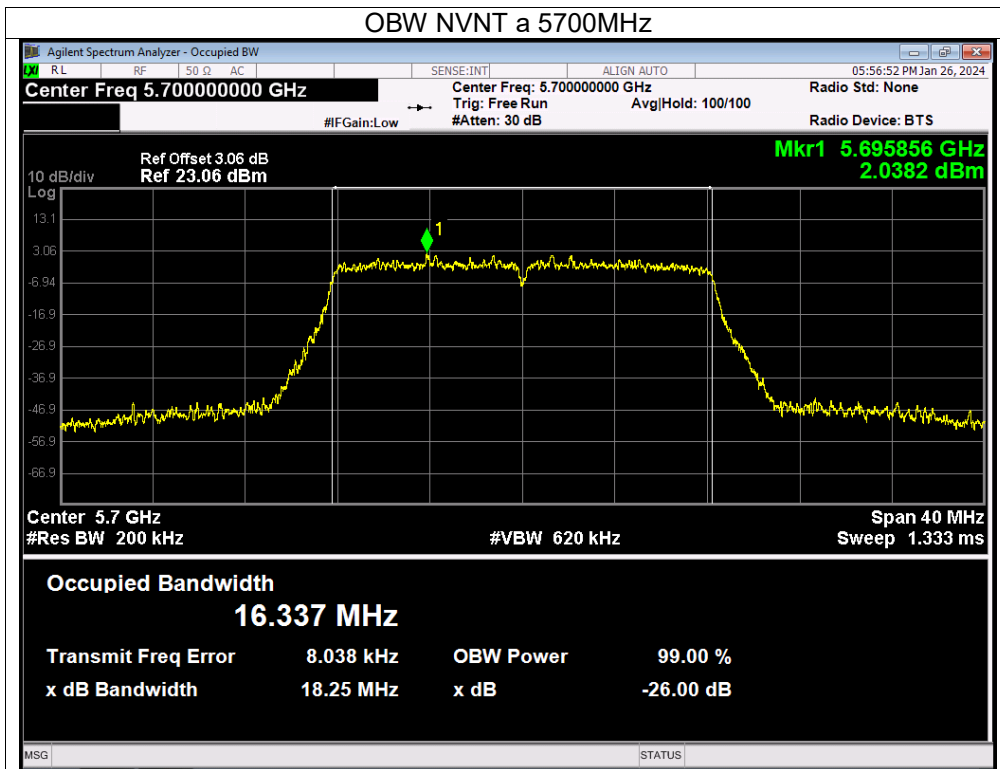 OBW NVNT a 5700MHz
Agilent Spectrum Analyzer - Occupied BW
LXI RL RF 50 Ω AC SENSE:INT ALIGN AUTO 05:56:52 PM Jan 26, 2024
Center Freq 5.700000000 GHz Center Freq: 5.700000000 GHz Radio Std: None
Trig: Free Run Avg|Hold: 100/100
#IFGain:Low #Atten: 30 dB Radio Device: BTS
Mkr1 5.695856 GHz
Ref Offset 3.06 dB
10 dB/div Ref 23.06 dBm 2.0382 dBm
Log
13.1
1
3.06
-6.94
-16.9
-26.9
-36.9
-46.9
-56.9
-66.9
Center 5.7 GHz Span 40 MHz
#Res BW 200 kHz #VBW 620 kHz Sweep 1.333 ms
Occupied Bandwidth
16.337 MHz
Transmit Freq Error 8.038 kHz OBW Power 99.00 %
x dB Bandwidth 18.25 MHz x dB -26.00 dB
MSG STATUS